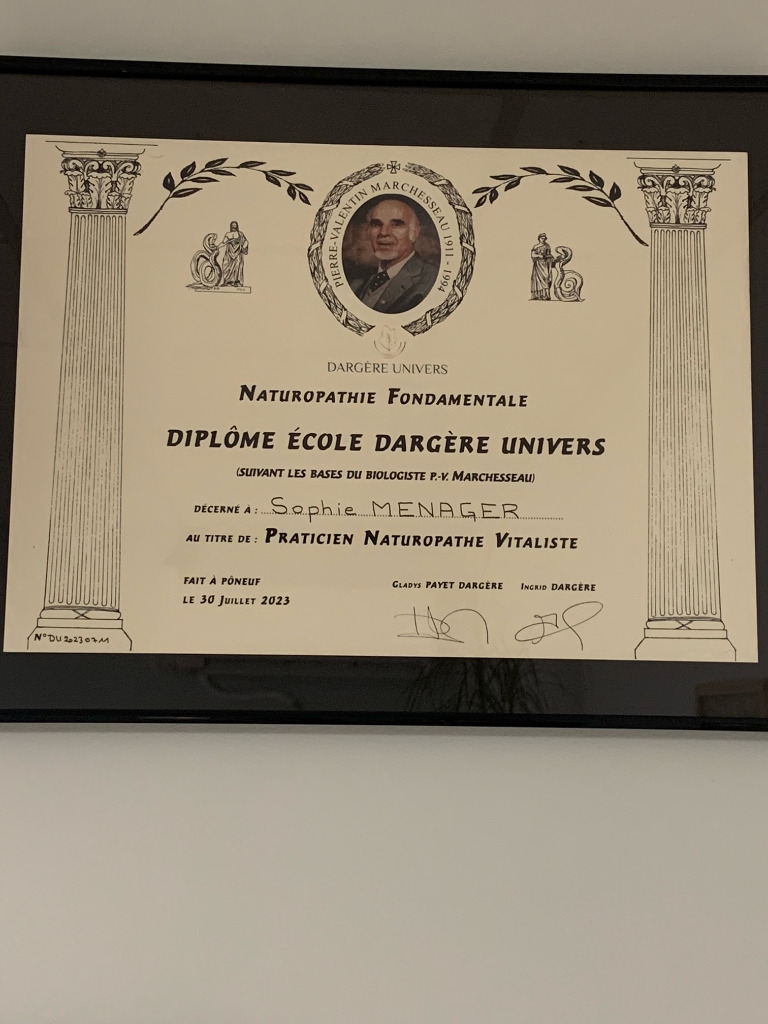 PIERRE-VALENTIN MARCHESSEAU 1911 - 1994
DARGÈRE UNIVERS
NATUROPATHIE FONDAMENTALE
DIPLÔME ÉCOLE DARGÈRE UNIVERS
(SUIVANT LES BASES DU BIOLOGISTE P.-V. MARCHESSEAU)
DÉCERNÉ À : Sophie MENAGER
AU TITRE DE : PRATICIEN NATUROPATHE VITALISTE
FAIT À PÔNEUF
LE 30 JUILLET 2023
GLADYS PAYET DARGÈRE INGRID DARGÈRE
N°DU20230711